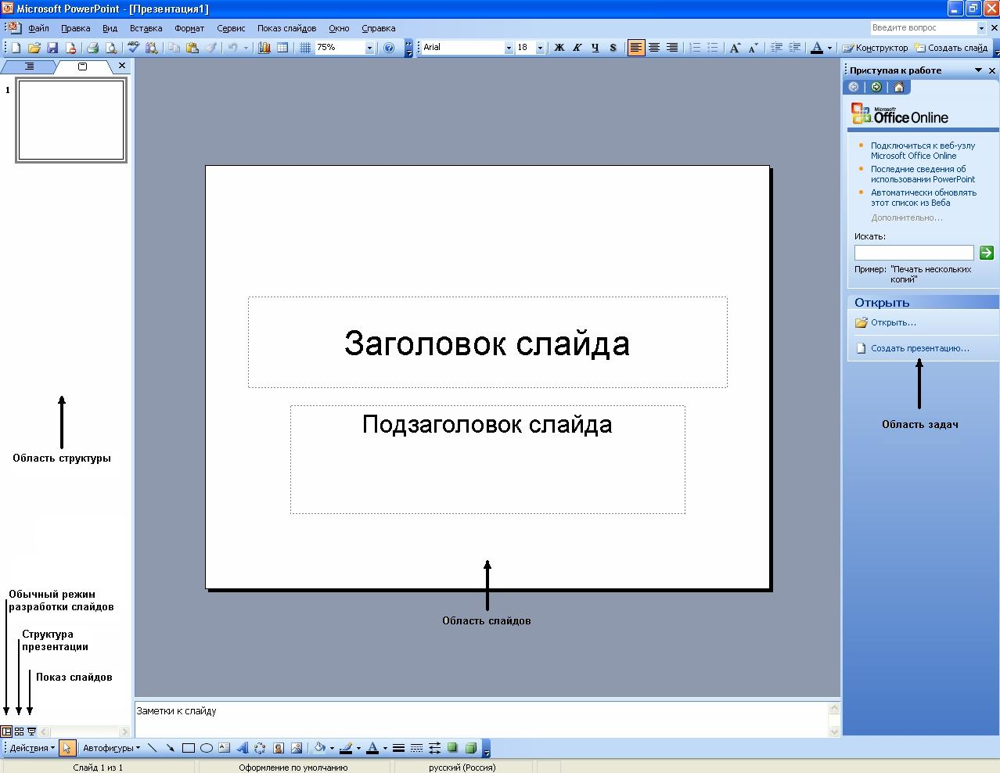 Microsoft PowerPoint - [Презентация1]
Файл Правка Вид Вставка Формат Сервис Показ слайдов Окно Справка Введите вопрос
75% Arial 18 Ж К Ч S A A A Конструктор Создать слайд
1
Приступая к работе
Microsoft
Office Online
Подключиться к веб-узлу
Microsoft Office Online
Последние сведения об
использовании PowerPoint
Автоматически обновлять
этот список из Веба
Дополнительно...
Искать:
Пример: "Печать нескольких
копий"
Открыть
Открыть...
Создать презентацию...
Область задач
Заголовок слайда
Подзаголовок слайда
Область структуры
Область слайдов
Обычный режим
разработки слайдов
Структура
презентации
Показ слайдов
Заметки к слайду
Действия Автофигуры
Слайд 1 из 1 Оформление по умолчанию русский (Россия)